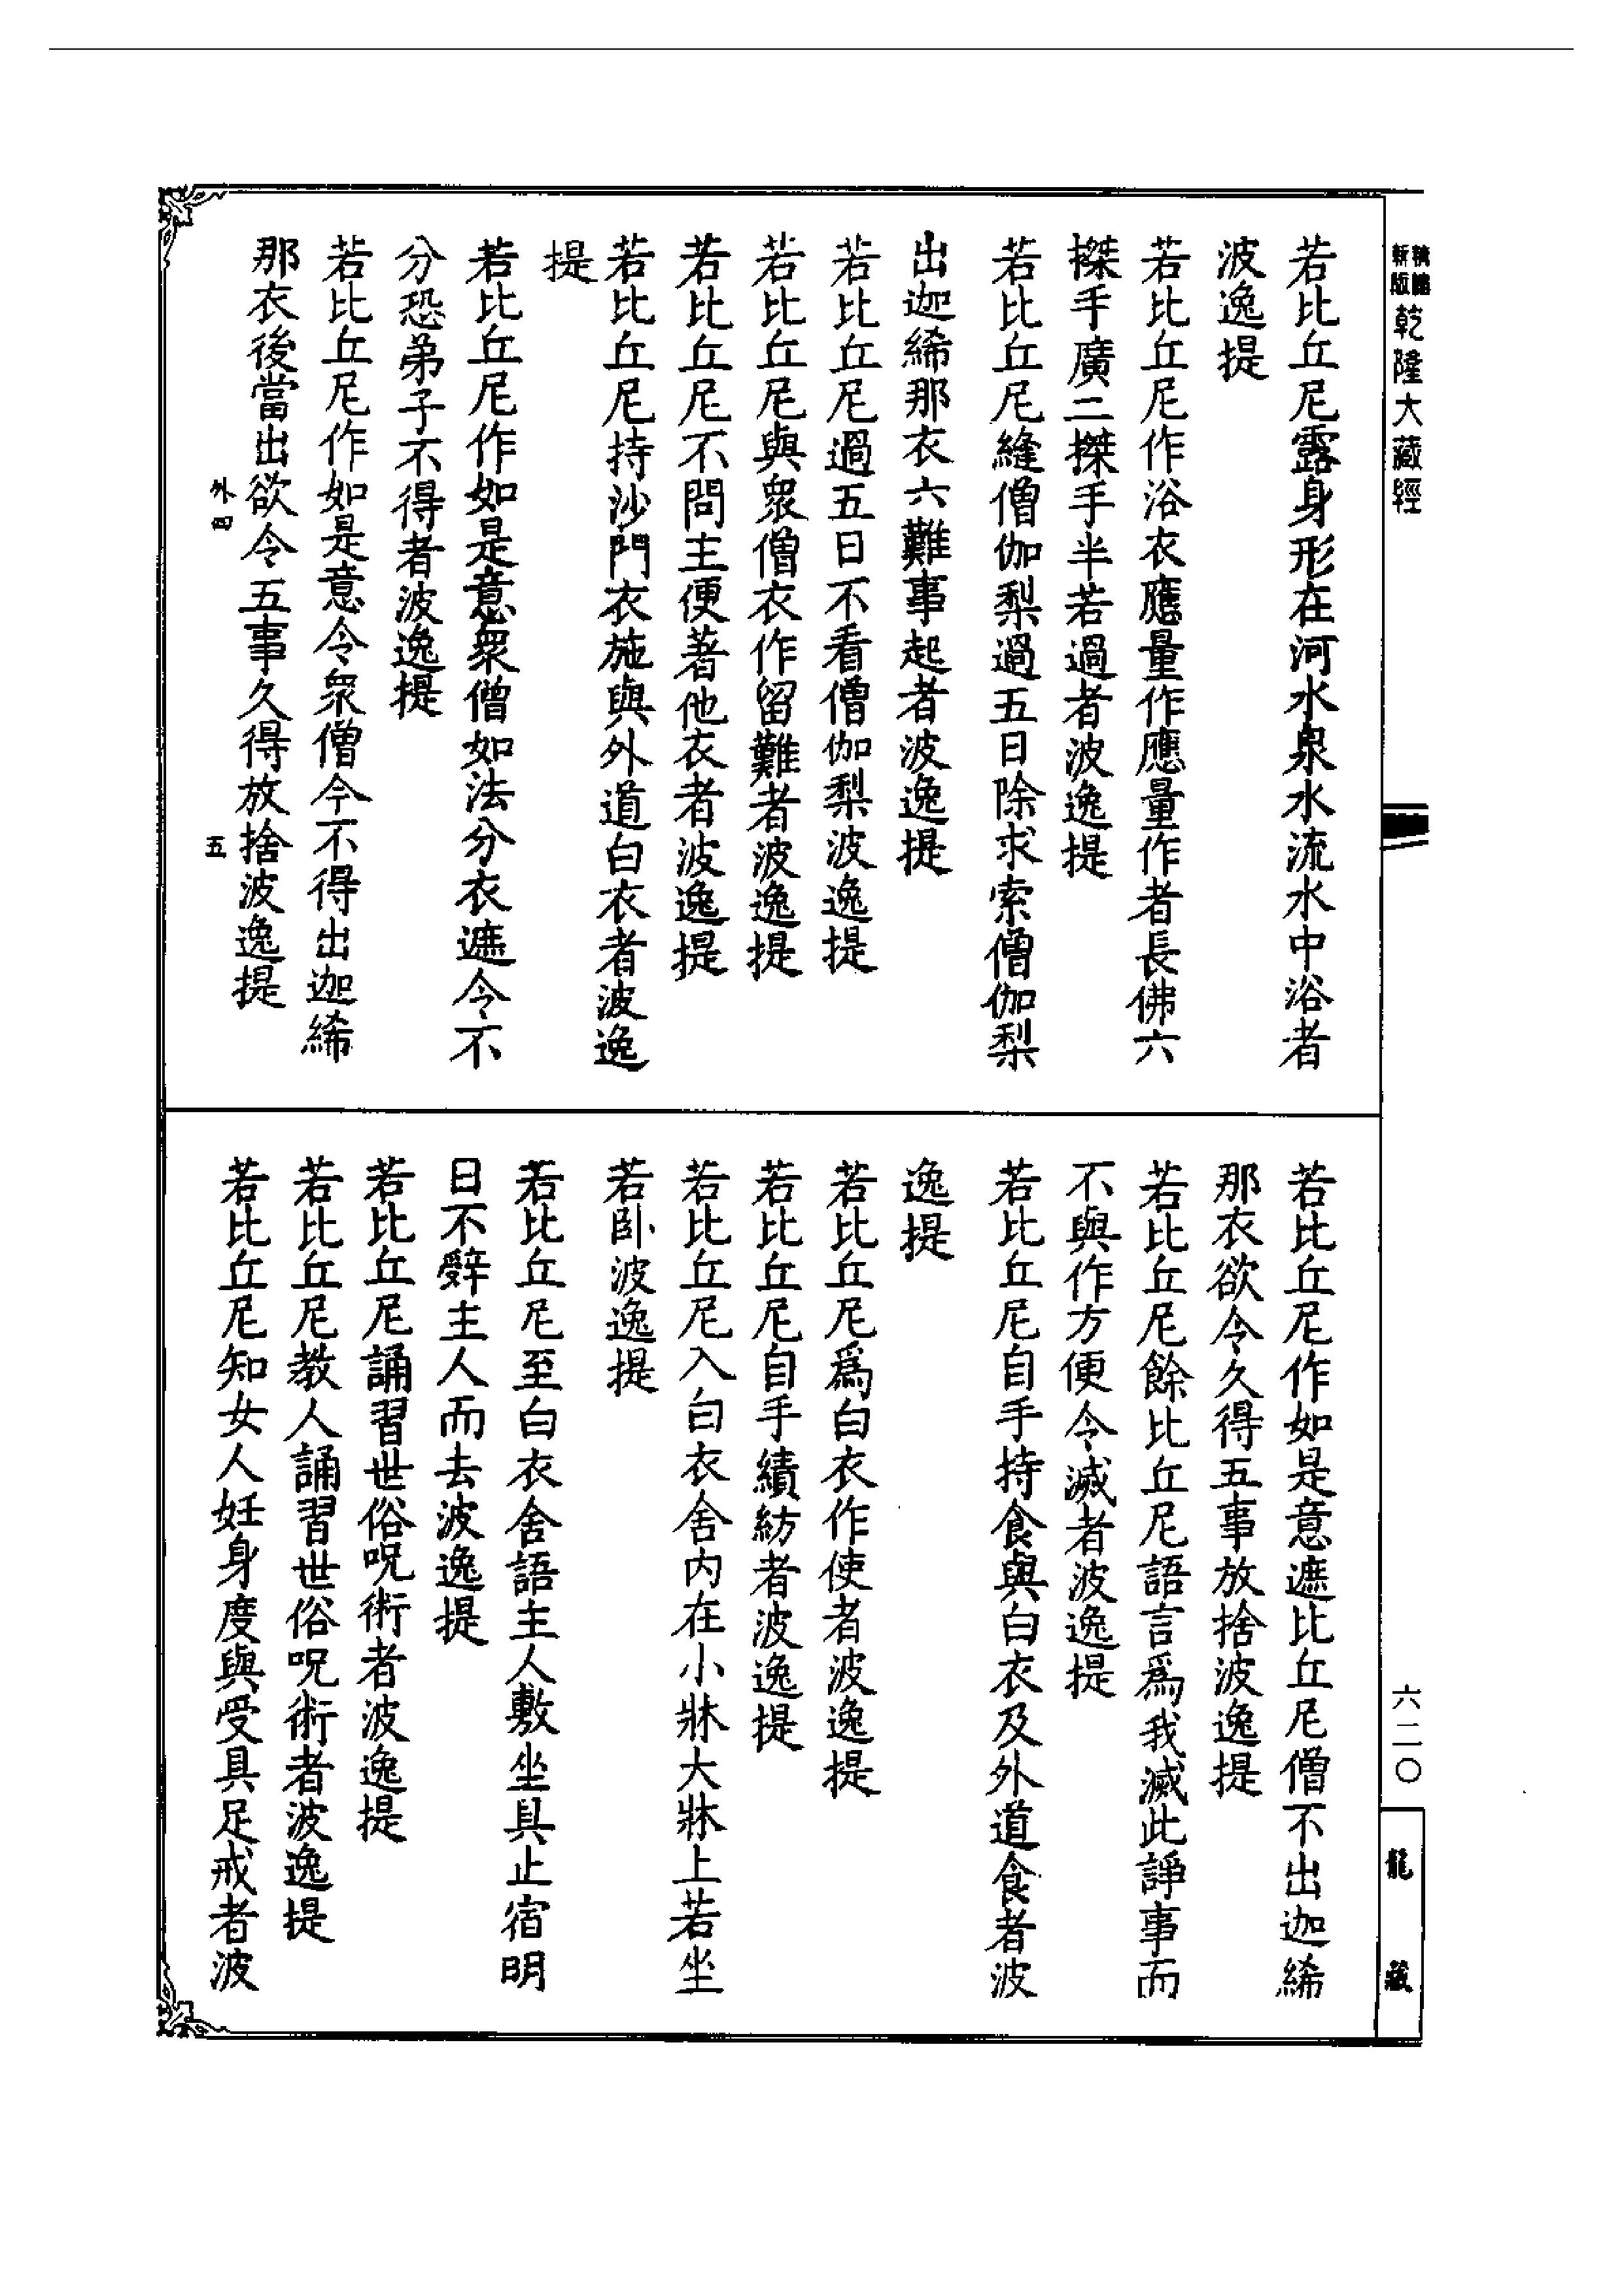 新版
乾隆大藏經
六二〇
龍藏
若比丘尼露身形在河水泉水流水中浴者
波逸提
若比丘尼作浴衣應量作應量作者長佛六
搩手廣二搩手半若過者波逸提
若比丘尼縫僧伽梨過五日除求索僧伽梨
出迦絺那衣六難事起者波逸提
若比丘尼過五日不看僧伽梨波逸提
若比丘尼與眾僧衣作留難者波逸提
若比丘尼不問主便著他衣者波逸提
若比丘尼持沙門衣施與外道白衣者波逸
提
若比丘尼作如是意眾僧如法分衣遮令不
分恐弟子不得者波逸提
若比丘尼作如是意令眾僧今不得出迦絺
那衣後當出欲令五事久得放捨波逸提
外四
五
若比丘尼作如是意遮比丘尼僧不出迦絺
那衣欲令久得五事放捨波逸提
若比丘尼餘比丘尼語言爲我滅此諍事而
不與作方便令滅者波逸提
若比丘尼自手持食與白衣及外道食者波
逸提
若比丘尼爲白衣作使者波逸提
若比丘尼自手績紡者波逸提
若比丘尼入白衣舍內在小牀大牀上若坐
若臥波逸提
若比丘尼至白衣舍語主人敷坐具止宿明
日不辭主人而去波逸提
若比丘尼誦習世俗呪術者波逸提
若比丘尼教人誦習世俗呪術者波逸提
若比丘尼知女人妊身度與受具足戒者波